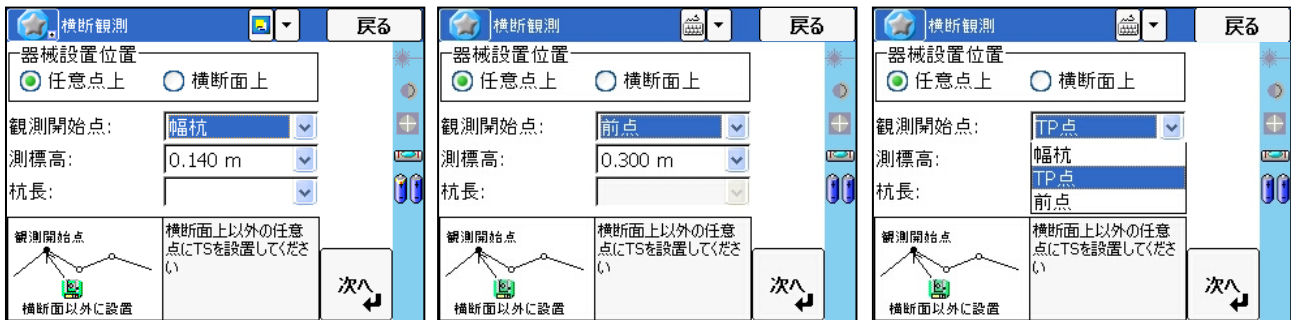 横断観測
戻る
器械設置位置
任意点上
横断面上
観測開始点:
幅杭
測標高:
0.140 m
杭長:
観測開始点
横断面以外に設置
横断面上以外の任意
点にTSを設置してくださ
い
次へ
横断観測
戻る
器械設置位置
任意点上
横断面上
観測開始点:
前点
測標高:
0.300 m
杭長:
観測開始点
横断面以外に設置
横断面上以外の任意
点にTSを設置してくださ
い
次へ
横断観測
戻る
器械設置位置
任意点上
横断面上
観測開始点:
TP点
幅杭
TP点
前点
測標高:
杭長:
観測開始点
横断面以外に設置
横断面上以外の任意
点にTSを設置してくださ
い
次へ